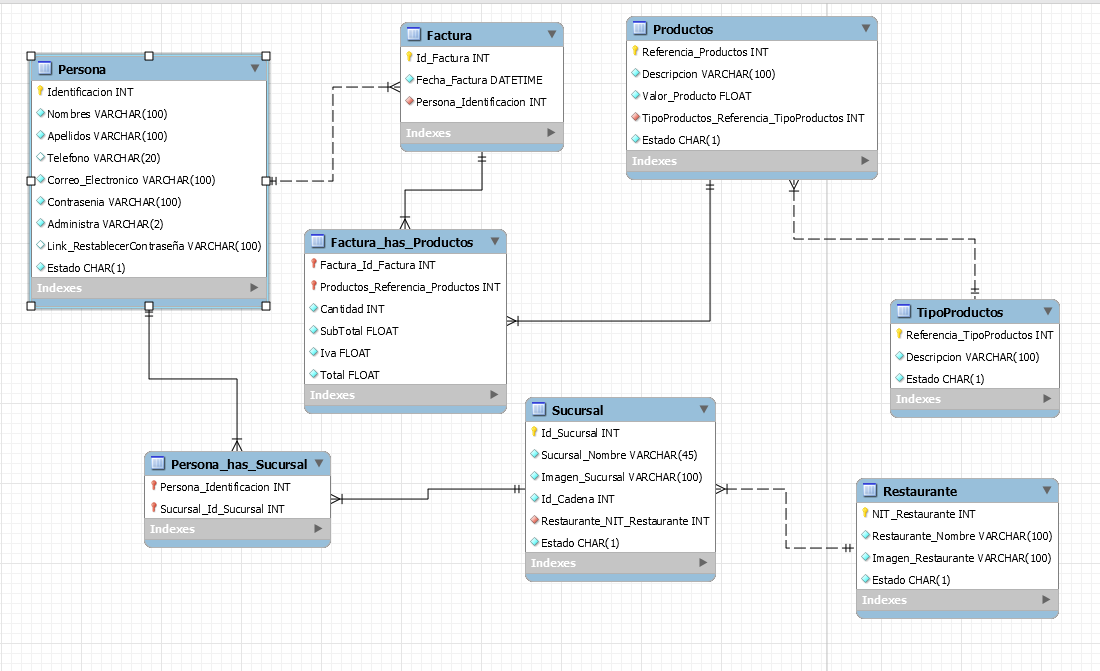 Persona
Identificacion INT
Nombres VARCHAR(100)
Apellidos VARCHAR(100)
Telefono VARCHAR(20)
Correo_Electronico VARCHAR(100)
Contrasenia VARCHAR(100)
Administra VARCHAR(2)
Link_RestablecerContraseña VARCHAR(100)
Estado CHAR(1)
Indexes
Factura
Id_Factura INT
Fecha_Factura DATETIME
Persona_Identificacion INT
Indexes
Productos
Referencia_Productos INT
Descripcion VARCHAR(100)
Valor_Producto FLOAT
TipoProductos_Referencia_TipoProductos INT
Estado CHAR(1)
Indexes
Factura_has_Productos
Factura_Id_Factura INT
Productos_Referencia_Productos INT
Cantidad INT
SubTotal FLOAT
Iva FLOAT
Total FLOAT
Indexes
TipoProductos
Referencia_TipoProductos INT
Descripcion VARCHAR(100)
Estado CHAR(1)
Indexes
Persona_has_Sucursal
Persona_Identificacion INT
Sucursal_Id_Sucursal INT
Indexes
Sucursal
Id_Sucursal INT
Sucursal_Nombre VARCHAR(45)
Imagen_Sucursal VARCHAR(100)
Id_Cadena INT
Restaurante_NIT_Restaurante INT
Estado CHAR(1)
Indexes
Restaurante
NIT_Restaurante INT
Restaurante_Nombre VARCHAR(100)
Imagen_Restaurante VARCHAR(100)
Estado CHAR(1)
Indexes